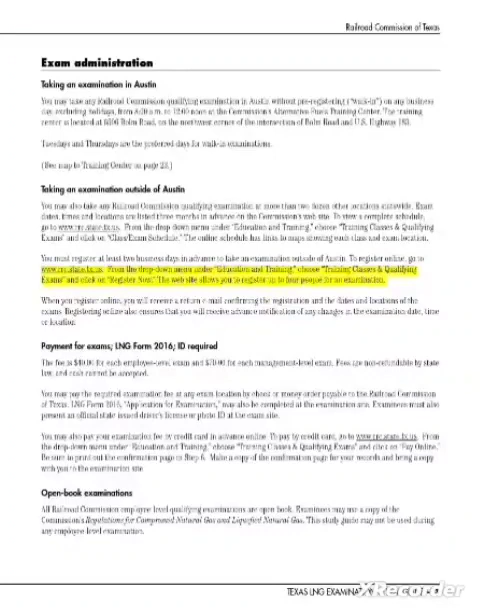 Railroad Commission of Texas
Exam administration
Taking an examination in Austin
You may take any Railroad Commission qualifying examination in Austin without pre-registering ("walk-in") on any business
day, excluding holidays, from 8:00 a.m. to 12:00 noon at the Commission's Alternative Fuels Training Center. The training
center is located at 6506 Bolm Road, on the northwest corner of the intersection of Bolm Road and U.S. Highway 183.
Tuesdays and Thursdays are the preferred days for walk-in examinations.
(See map to Training Center on page 23.)
Taking an examination outside of Austin
You may also take any Railroad Commission qualifying examination at more than two dozen other locations statewide. Exam
dates, times and locations are listed three months in advance on the Commission's web site. To view a complete schedule,
go to www.rrc.state.tx.us. From the drop down menu under "Education and Training," choose "Training Classes & Qualifying
Exams" and click on "Class/Exam Schedule." The online schedule has links to maps showing each class and exam location.
You must register at least two business days in advance to take an examination outside of Austin. To register online, go to
www.rrc.state.tx.us. From the drop-down menu under "Education and Training," choose "Training Classes & Qualifying
Exams" and click on "Register Now." The web site allows you to register up to four people for an examination.
When you register online, you will receive a return e-mail confirming the registration and the dates and locations of the
exams. Registering online also ensures that you will receive advance notification of any changes in the examination date, time
or location.
Payment for exams; LNG Form 2016; ID required
The fee is $40.00 for each employee-level exam and $70.00 for each management-level exam. Fees are non-refundable by state
law, and cash cannot be accepted.
You may pay the required examination fee at any exam location by check or money order payable to the Railroad Commission
of Texas. LNG Form 2016, "Application for Examination," may also be completed at the examination site. Examinees must also
present an official state issued driver's license or photo ID at the exam site.
You may also pay your examination fee by credit card in advance online. To pay by credit card, go to www.rrc.state.tx.us. From
the drop-down menu under "Education and Training," choose "Training Classes & Qualifying Exams" and click on "Pay Online."
Be sure to print out the confirmation page in Step 6. Make a copy of the confirmation page for your records and bring a copy
with you to the examination site.
Open-book examinations
All Railroad Commission employee level qualifying examinations are open book. Examinees may use a copy of the
Commission's Regulations for Compressed Natural Gas and Liquefied Natural Gas. This study guide may not be used during
any employee-level examination.
TEXAS LNG EXAMINATION
XRecorder